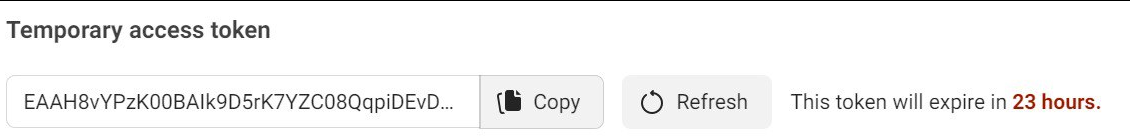 Temporary access token
EAAH8vYPzK00BAIk9D5rK7YZC08QqpiDEvD... Copy Refresh This token will expire in 23 hours.